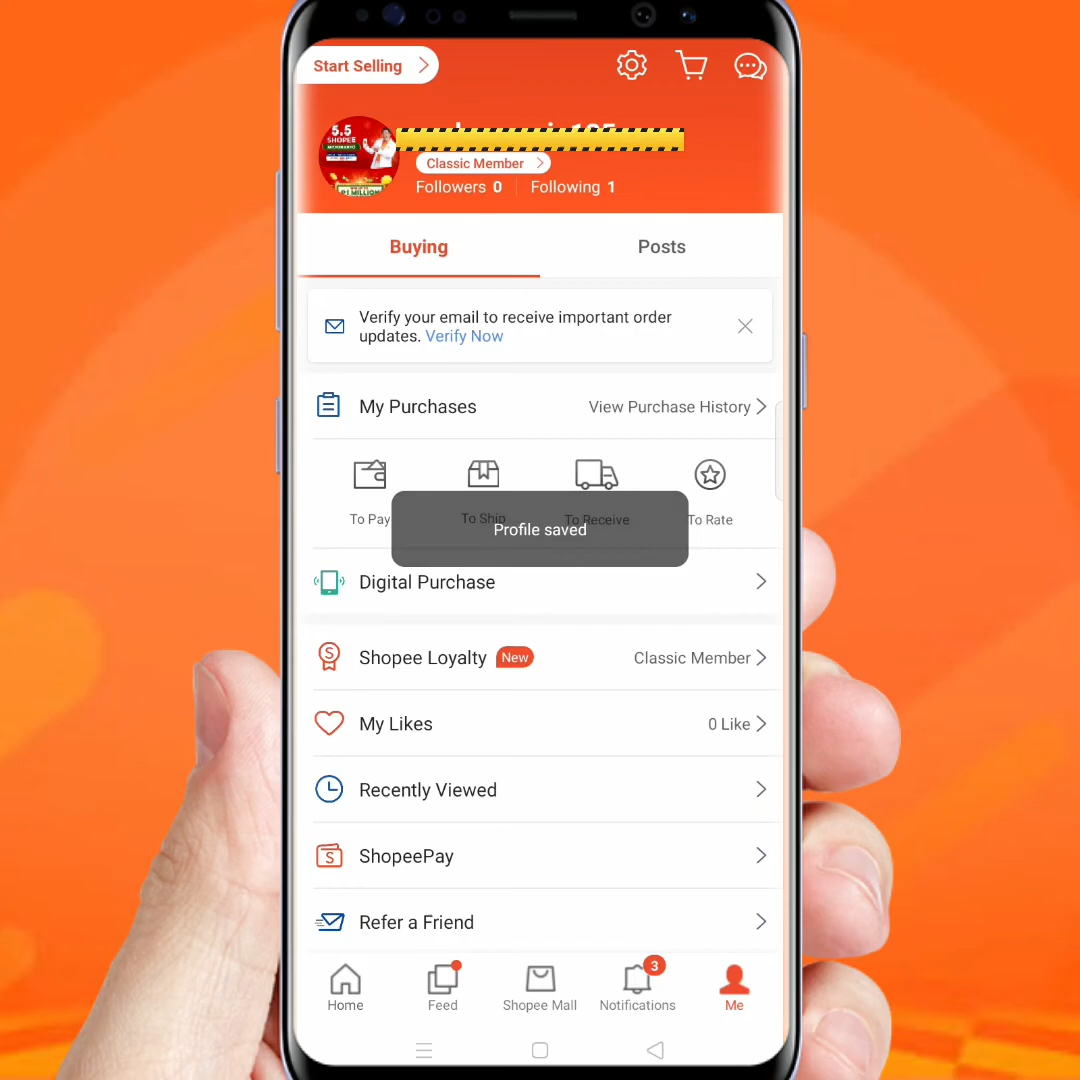 Start Selling
5.5
SHOPEE
Classic Member
Followers 0
Following 1
Buying
Posts
Verify your email to receive important order
updates. Verify Now
My Purchases
View Purchase History
To Pay
To Ship
To Receive
To Rate
Profile saved
Digital Purchase
Shopee Loyalty
New
Classic Member
My Likes
0 Like
Recently Viewed
ShopeePay
Refer a Friend
3
Home
Feed
Shopee Mall
Notifications
Me